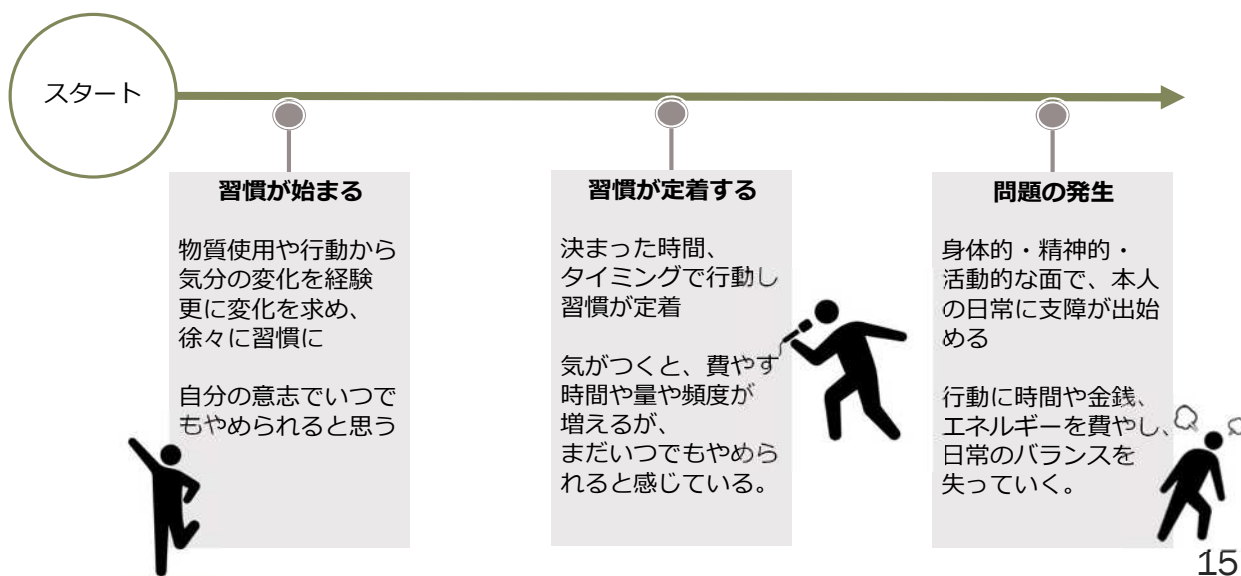 スタート
習慣が始まる
物質使用や行動から
気分の変化を経験
更に変化を求め、
徐々に習慣に
自分の意志でいつで
もやめられると思う
習慣が定着する
決まった時間、
タイミングで行動し
習慣が定着
気がつくと、費やす
時間や量や頻度が
増えるが、
まだいつでもやめら
れると感じている。
問題の発生
身体的・精神的・
活動的な面で、本人
の日常に支障が出始
める
行動に時間や金銭、
エネルギーを費やし、
日常のバランスを
失っていく。
15